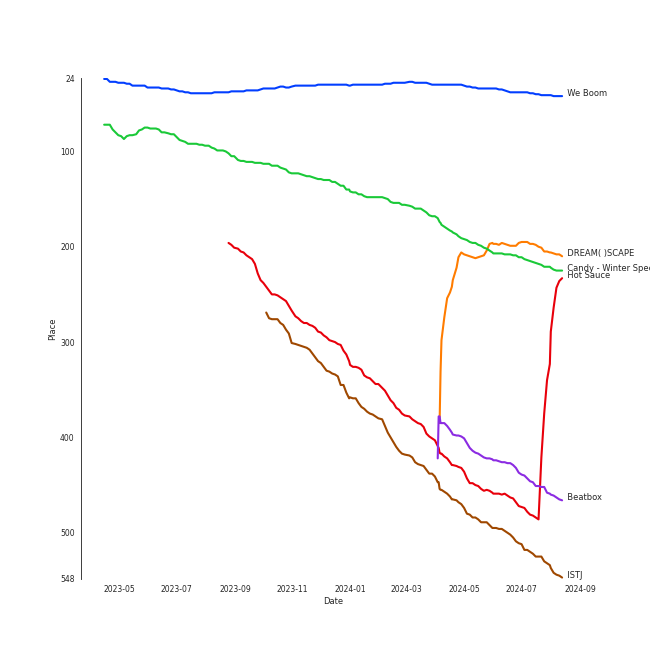 24
We Boom
100
200
DREAM( )SCAPE
Candy - Winter Spe
Hot Sauce
Place
300
400
Beatbox
500
548
ISTJ
2023-05 2023-07 2023-09 2023-11 2024-01 2024-03 2024-05 2024-07 2024-09
Date